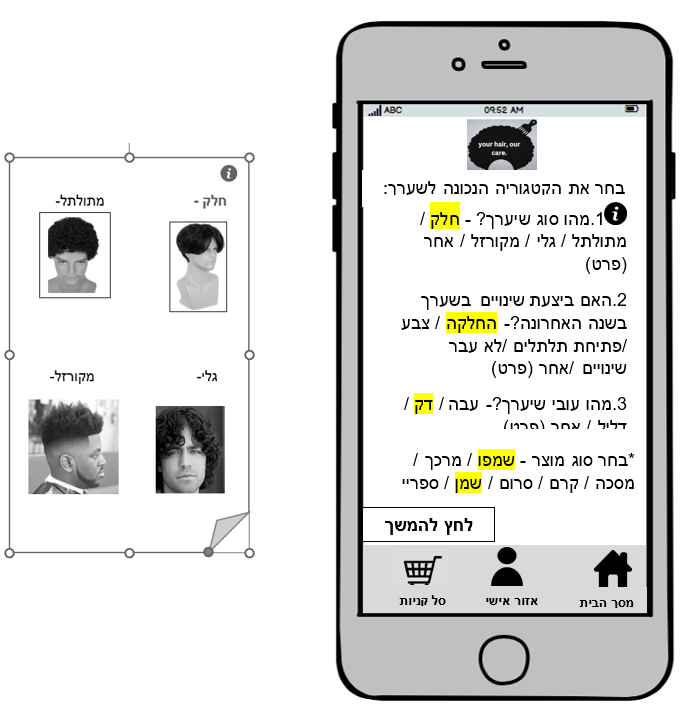 חלק -
מתולתל-
גלי-
מקורזל-
ABC
09:52 AM
your hair, our
care.
בחר את הקטגוריה הנכונה לשערך:
1.מהו סוג שיערך? - חלק /
מתולתל / גלי / מקורזל / אחר
(פרט)
2.האם ביצעת שינויים בשערך
בשנה האחרונה?- החלקה / צבע
/פתיחת תלתלים /לא עבר
שינויים /אחר (פרט)
3.מהו עובי שיערך?- עבה / דק /
דליל / אחר (פרט)
*בחר סוג מוצר - שמפו / מרכך /
מסכה / קרם / סרום / שמן / ספריי
לחץ להמשך
מסך הבית
אזור אישי
סל קניות